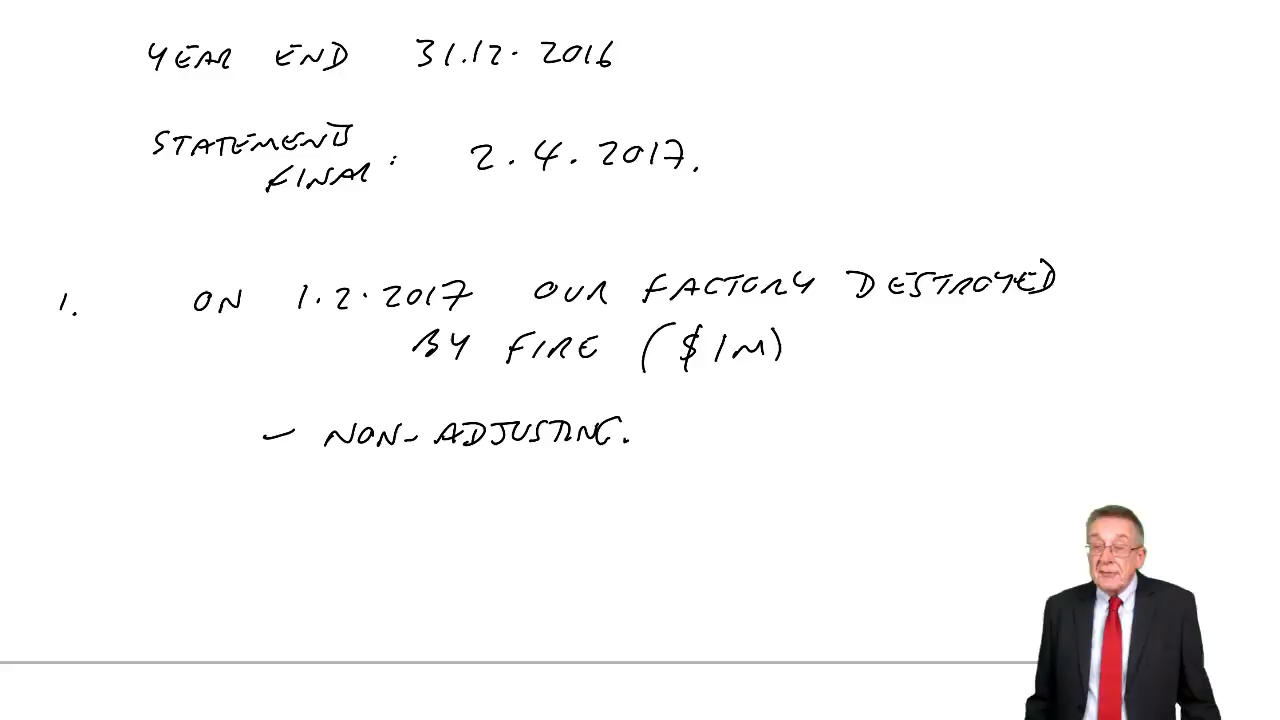 YEAR END 31.12.2016
STATEMENTS
FINAL: 2.4.2017.
1. ON 1.2.2017 OUR FACTORY DESTROYED
BY FIRE ($1M)
- NON-ADJUSTING.